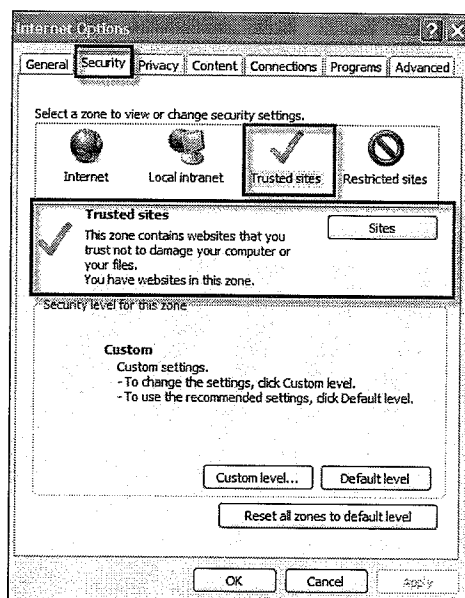 Internet Options
General Security Privacy Content Connections Programs Advanced
Select a zone to view or change security settings.
Internet Local intranet Trusted sites Restricted sites
Trusted sites
Sites
This zone contains websites that you
trust not to damage your computer or
your files.
You have websites in this zone.
Security level for this zone
Custom
Custom settings.
- To change the settings, click Custom level.
- To use the recommended settings, click Default level.
Custom level... Default level
Reset all zones to default level
OK Cancel Apply